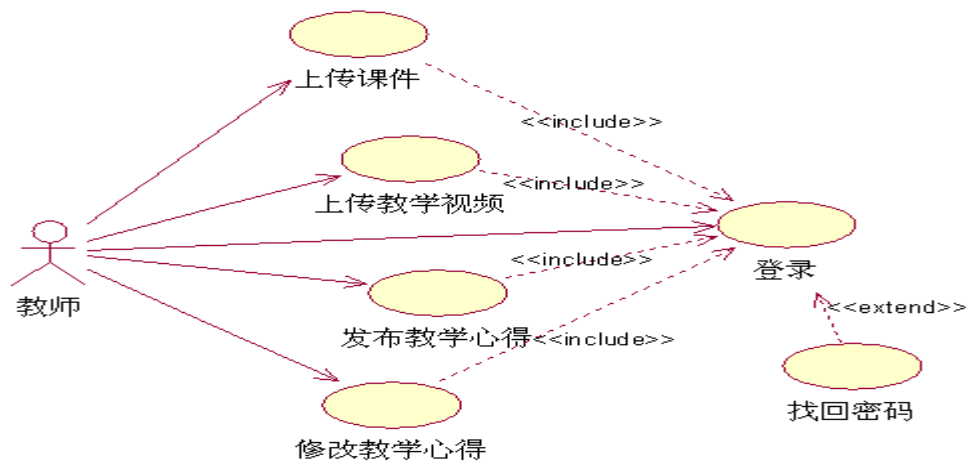 上传课件
<<include>>
上传教学视频
<<include>>
教师
登录
<<include>>
发布教学心得
<<include>>
<<extend>>
找回密码
修改教学心得